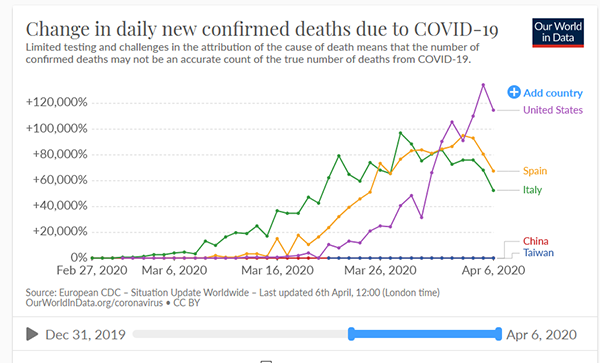 Change in daily new confirmed deaths due to COVID-19
Our World
in Data
Limited testing and challenges in the attribution of the cause of death means that the number of
confirmed deaths may not be an accurate count of the true number of deaths from COVID-19.
Add country
+120,000%
United States
+100,000%
+80,000%
Spain
+60,000%
Italy
+40,000%
+20,000%
China
0%
Taiwan
Feb 27, 2020
Mar 6, 2020
Mar 16, 2020
Mar 26, 2020
Apr 6, 2020
Source: European CDC – Situation Update Worldwide – Last updated 6th April, 12:00 (London time)
OurWorldInData.org/coronavirus • CC BY
Dec 31, 2019
Apr 6, 2020